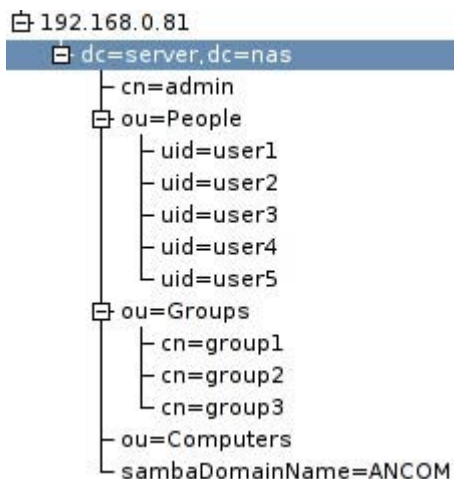 192.168.0.81
dc=server,dc=nas
cn=admin
ou=People
uid=user1
uid=user2
uid=user3
uid=user4
uid=user5
ou=Groups
cn=group1
cn=group2
cn=group3
ou=Computers
sambaDomainName=ANCOM